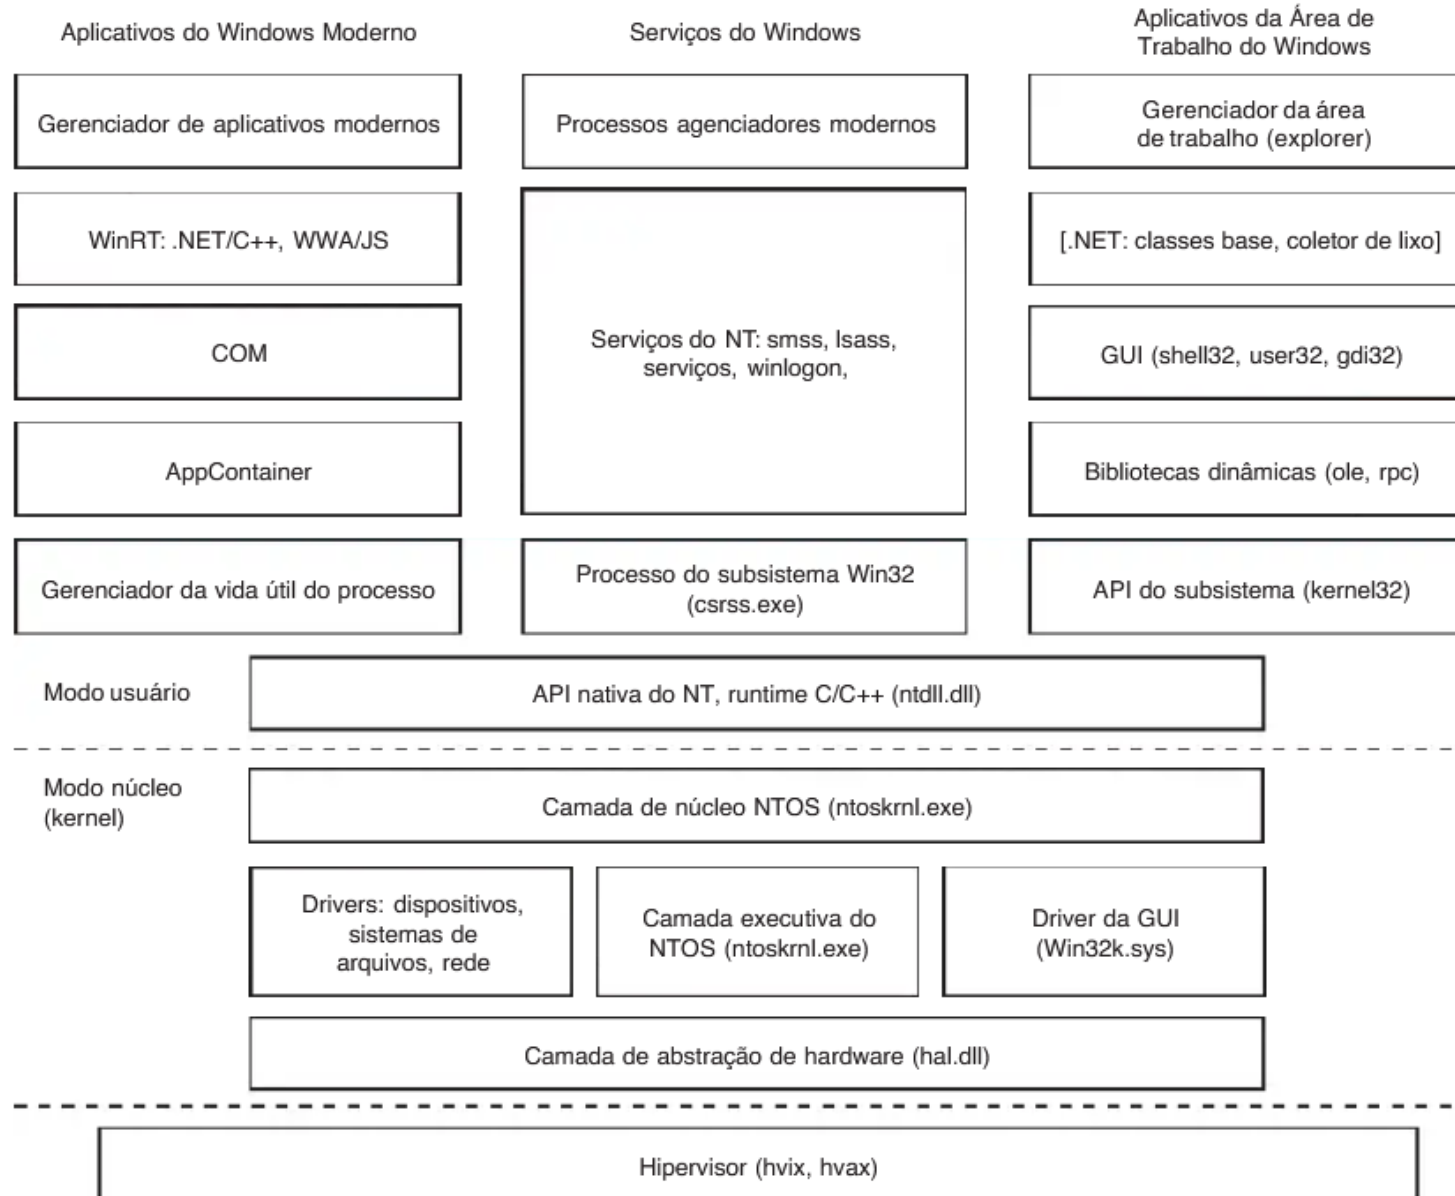 Aplicativos do Windows Moderno
Serviços do Windows
Aplicativos da Área de
Trabalho do Windows
Gerenciador de aplicativos modernos
Processos agenciadores modernos
Gerenciador da área
de trabalho (explorer)
WinRT: .NET/C++, WWA/JS
[.NET: classes base, coletor de lixo]
COM
Serviços do NT: smss, lsass,
serviços, winlogon,
GUI (shell32, user32, gdi32)
AppContainer
Bibliotecas dinâmicas (ole, rpc)
Gerenciador da vida útil do processo
Processo do subsistema Win32
(csrss.exe)
API do subsistema (kernel32)
Modo usuário
API nativa do NT, runtime C/C++ (ntdll.dll)
Modo núcleo
(kernel)
Camada de núcleo NTOS (ntoskrnl.exe)
Drivers: dispositivos,
sistemas de
arquivos, rede
Camada executiva do
NTOS (ntoskrnl.exe)
Driver da GUI
(Win32k.sys)
Camada de abstração de hardware (hal.dll)
Hipervisor (hvix, hvax)